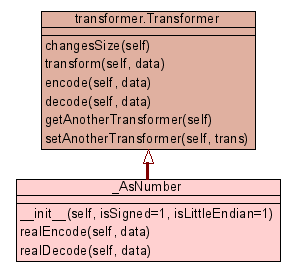 transformer.Transformer
changesSize(self)
transform(self, data)
encode(self, data)
decode(self, data)
getAnotherTransformer(self)
setAnotherTransformer(self, trans)
_AsNumber
__init__(self, isSigned=1, isLittleEndian=1)
realEncode(self, data)
realDecode(self, data)